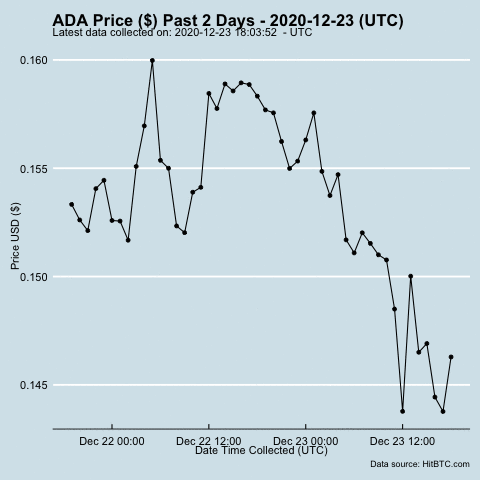 ADA Price ($) Past 2 Days - 2020-12-23 (UTC)
Latest data collected on: 2020-12-23 18:03:52  - UTC
0.160
0.155
0.150
0.145
Price USD ($)
Dec 22 00:00 Dec 22 12:00 Dec 23 00:00 Dec 23 12:00
Date Time Collected (UTC)
Data source: HitBTC.com